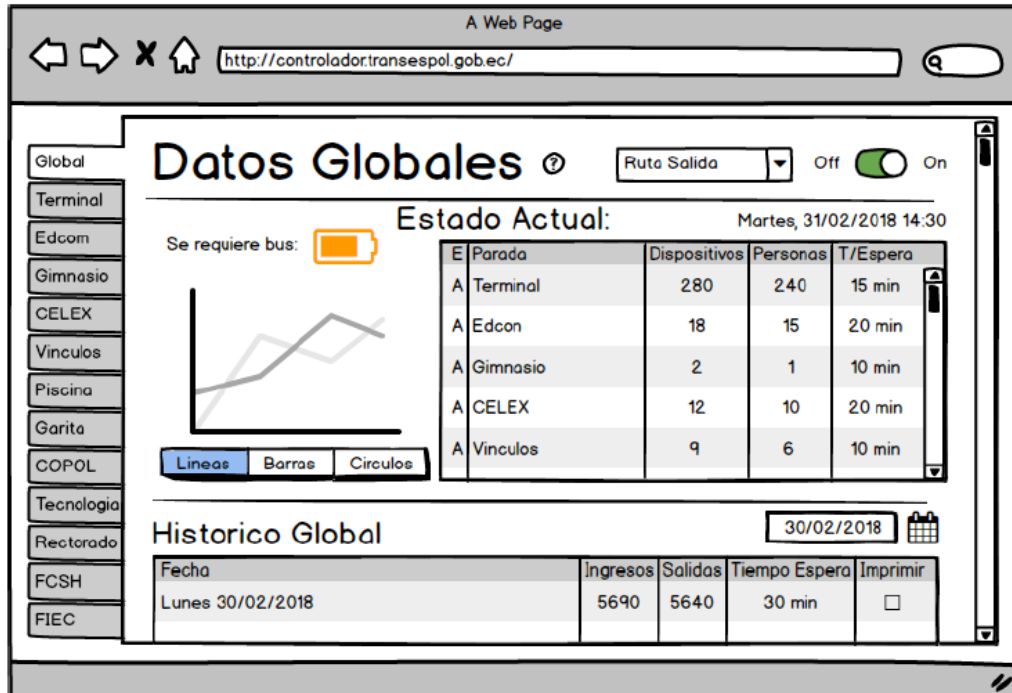 A Web Page
http://controlador.transespol.gob.ec/
Global
Terminal
Edcom
Gimnasio
CELEX
Vinculos
Piscina
Garita
COPOL
Tecnologia
Rectorado
FCSH
FIEC
Datos Globales ?
Ruta Salida
Off On
Estado Actual:
Martes, 31/02/2018 14:30
Se requiere bus:
Lineas Barras Circulos
E Parada Dispositivos Personas T/Espera
A Terminal 280 240 15 min
A Edcon 18 15 20 min
A Gimnasio 2 1 10 min
A CELEX 12 10 20 min
A Vinculos 9 6 10 min
Historico Global
30/02/2018
Fecha Ingresos Salidas Tiempo Espera Imprimir
Lunes 30/02/2018 5690 5640 30 min